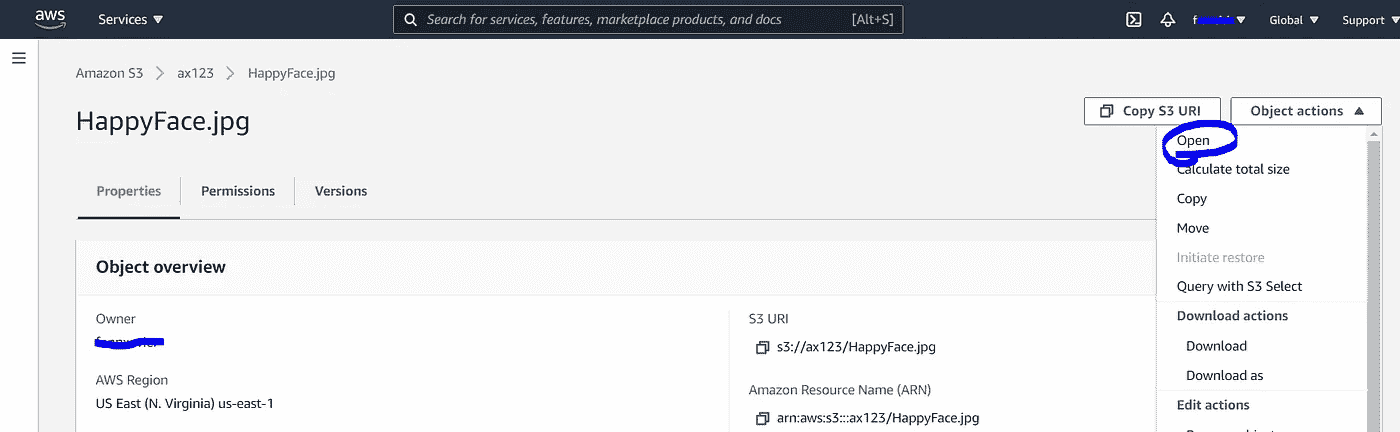 aws Services Search for services, features, marketplace products, and docs [Alt+S] Global Support
Amazon S3 > ax123 > HappyFace.jpg
HappyFace.jpg
Copy S3 URI Object actions
Open
Calculate total size
Copy
Move
Initiate restore
Query with S3 Select
Download actions
Download
Download as
Edit actions
Properties Permissions Versions
Object overview
Owner
AWS Region
US East (N. Virginia) us-east-1
S3 URI
s3://ax123/HappyFace.jpg
Amazon Resource Name (ARN)
arn:aws:s3:::ax123/HappyFace.jpg